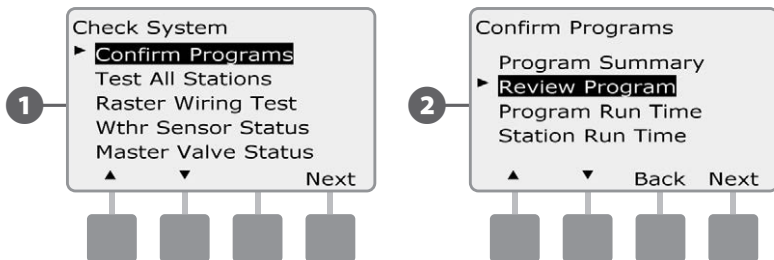 Check System
Confirm Programs
Test All Stations
Raster Wiring Test
Wthr Sensor Status
Master Valve Status
Next
1
Confirm Programs
Program Summary
Review Program
Program Run Time
Station Run Time
Back Next
2